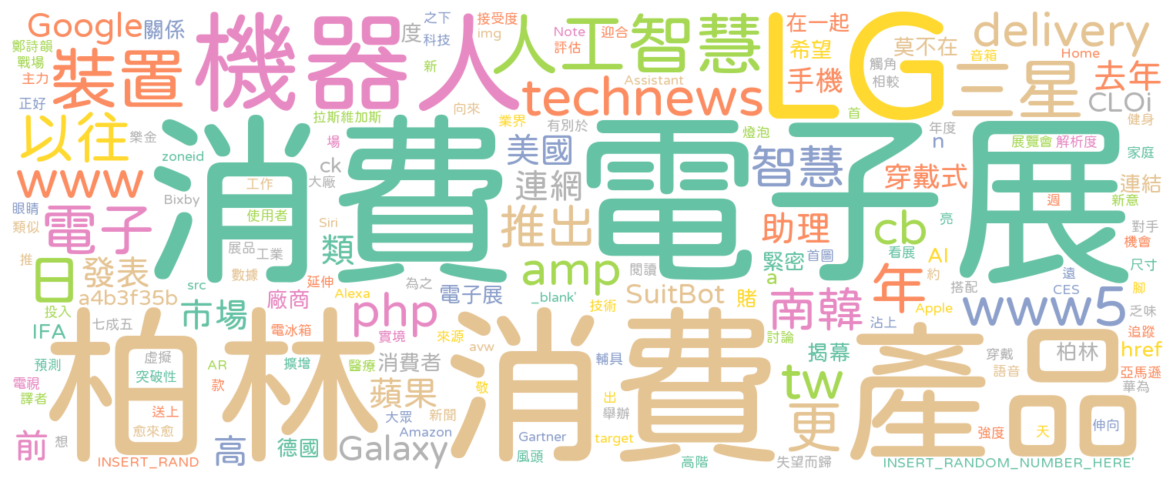 Google 關係 之下 度 科技 接受度 img Note 迎合 評估 在一起 希望 莫不在 delivery
鄭詩韻 戰場 主力 裝置 機器人 新 人工智慧 LG 手機 音箱 觸角 相較 Home 去年
正好 拉斯維加斯 向來 technews Assistant 三星 CLOi 健身
以往 樂金 場 業界 有別於 美國 燈泡 首 年度 n 展覽會 解析度 家庭
www zoneid Bixby 消費電子展 工作 大廠 ck 連網 智慧 穿戴式 連結
眼睛 類似 電子 使用者 Siri 類 推出 助理 cb 亮 週 新意 對手 機會
推 日 發表 展品 工業 數據 延伸 為之 閱讀 amp 緊密 首圖 看展 AI 約 遠 尺寸
投入 a4b3f35b src 廠商 Alexa 電子展 _blank' 技術 SuitBot a 賭 年 搭配 CES 腳
IFA 七成五 市場 電冰箱 php 實境 來源 avw 討論 南韓 沾上 Apple www5 乏味 追蹤
預測 虛擬 突破性 AR 擴增 醫療 消費者 輔具 揭幕 穿戴 語音 柏林 href 亞馬遜 華為
電視 譯者 柏林消費產品 款 蘋果 敬 新聞 出 舉辦 tw
送上 愈來愈 大眾 Amazon Gartner target 更 強度 天 伸向
前 想 INSERT_RAND 高 德國 Galaxy 風頭 高階 失望而歸 INSERT_RANDOM_NUMBER_HERE'